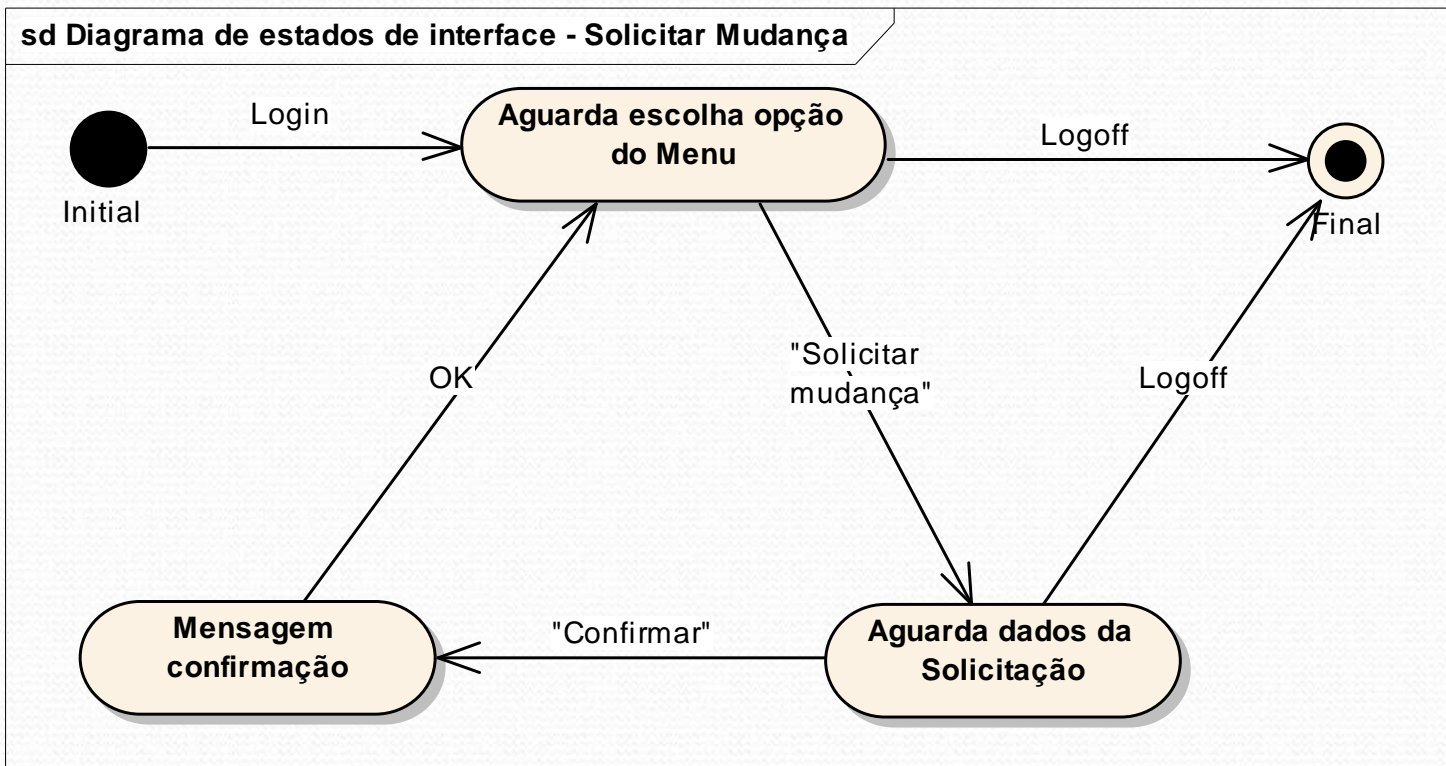 sd Diagrama de estados de interface - Solicitar Mudança
Login
Aguarda escolha opção
do Menu
Logoff
Initial
Final
"Solicitar
mudança"
OK
Logoff
Mensagem
confirmação
"Confirmar"
Aguarda dados da
Solicitação